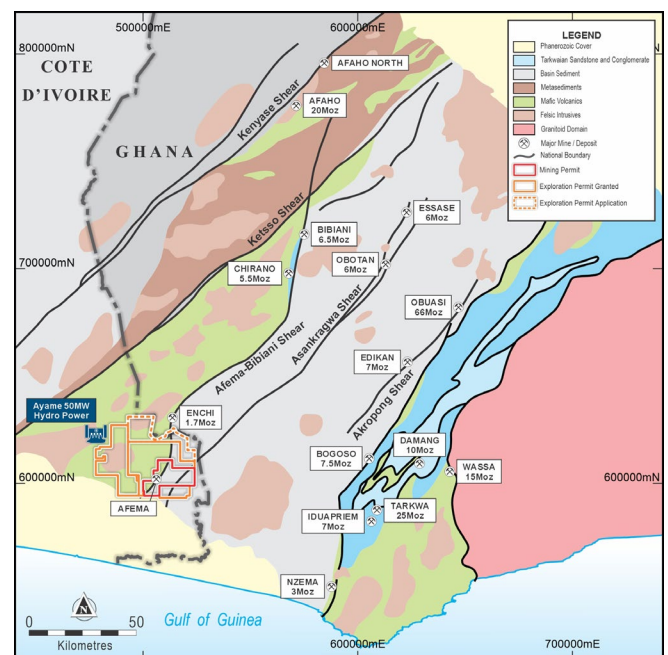 500000mE
600000mE
800000mN
COTE
D'IVOIRE
GHANA
AFAHO NORTH
Kenyase Shear
AFAHO
20Moz
LEGEND
Phanerozoic Cover
Tarkwaian Sandstone and Conglomerate
Basin Sediment
Metasediments
Mafic Volcanics
Felsic Intrusives
Granitoid Domain
Major Mine / Deposit
National Boundary
Mining Permit
Exploration Permit Granted
Exploration Permit Application
Ketsso Shear
ESSASE
6Moz
BIBIANI
6.5Moz
OBOTAN
6Moz
700000mN
CHIRANO
5.5Moz
OBUASI
66Moz
Afema-Bibiani Shear
Asankragwa Shear
EDIKAN
7Moz
Akropong Shear
Ayame 50MW
Hydro Power
ENCHI
1.7Moz
DAMANG
10Moz
BOGOSO
7.5Moz
WASSA
15Moz
600000mN
600000mN
AFEMA
TARKWA
25Moz
IDUAPRIEM
7Moz
NZEMA
3Moz
N
Gulf of Guinea
0
50
Kilometres
600000mE
700000mE